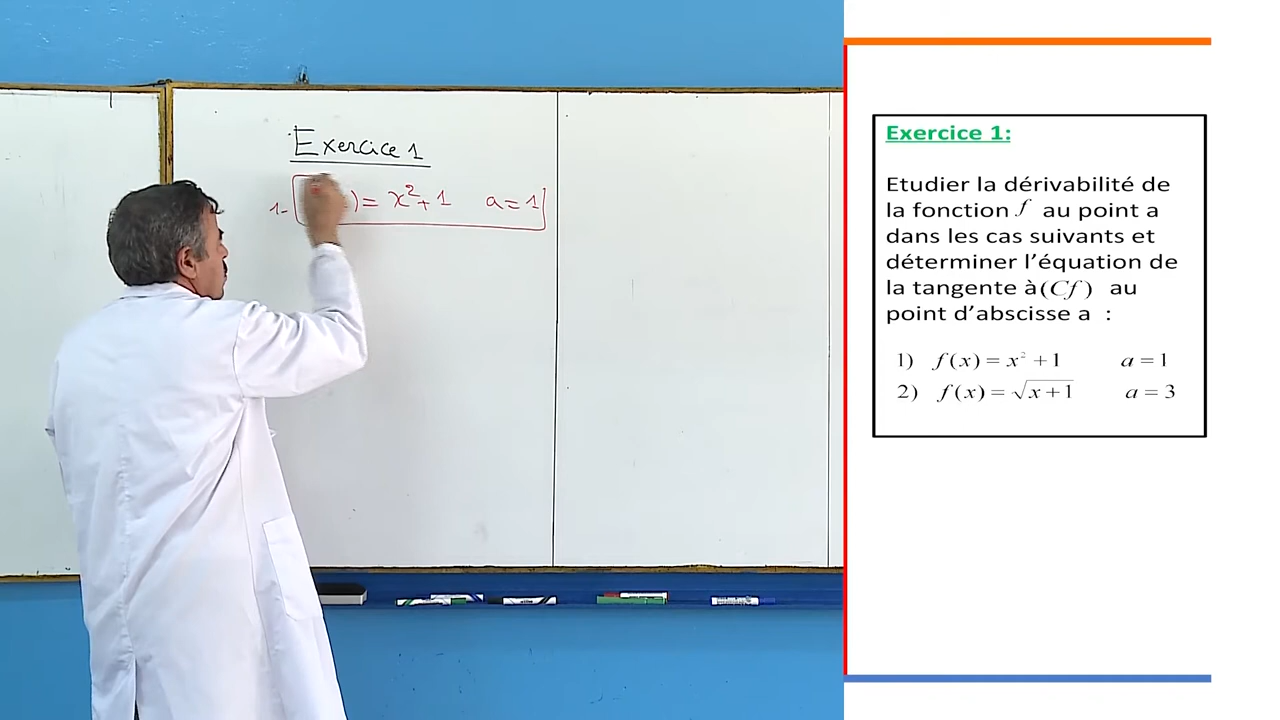 Exercice 1
1- x² + 1 a = 1
Exercice 1:
Etudier la dérivabilité de
la fonction f au point a
dans les cas suivants et
déterminer l'équation de
la tangente à (Cf) au
point d'abscisse a :
1) f(x) = x² + 1 a = 1
2) f(x) = √(x+1) a = 3